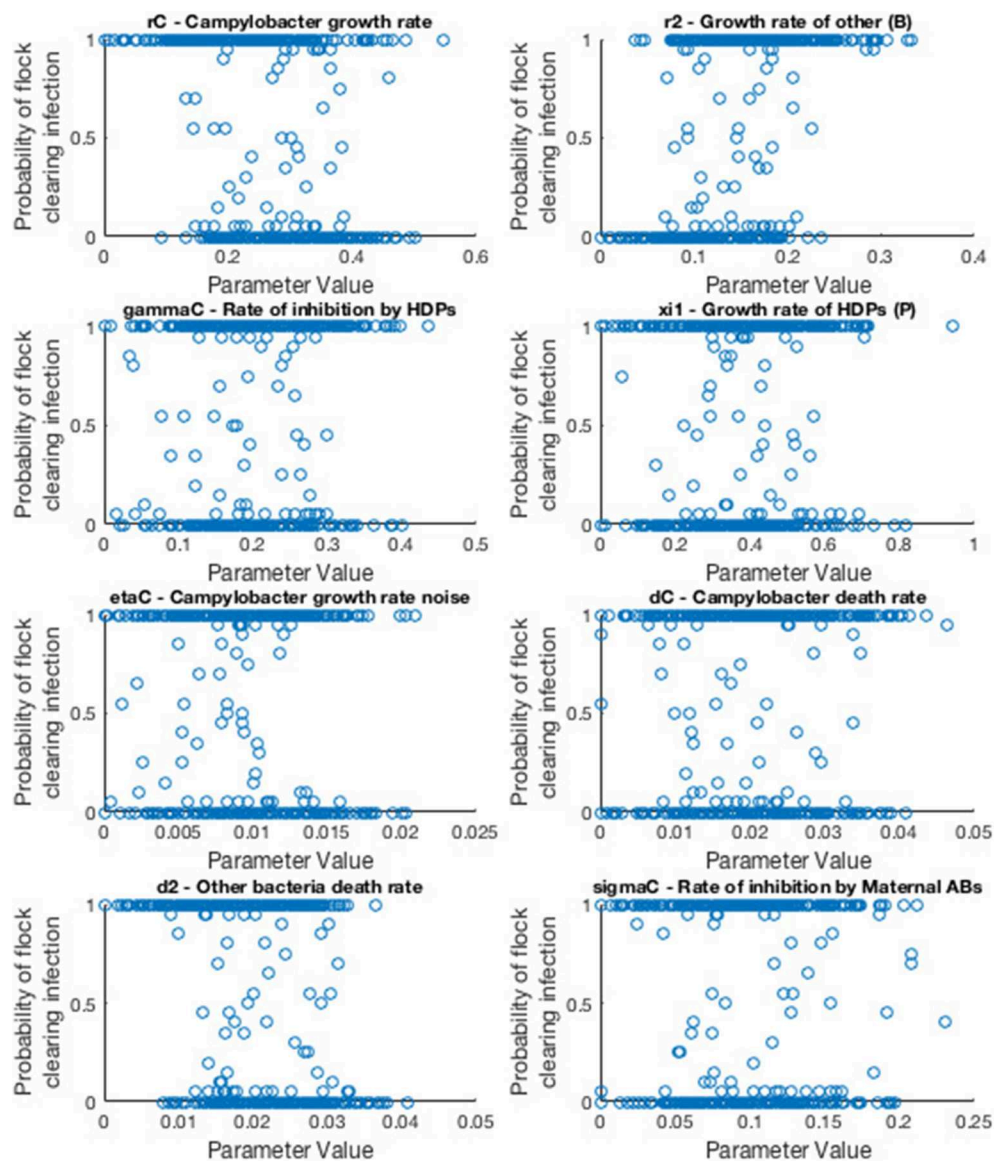 rC - Campylobacter growth rate
Probability of flock
clearing infection
1
0.5
0
0
0.2
0.4
0.6
Parameter Value
r2 - Growth rate of other (B)
Probability of flock
clearing infection
1
0.5
0
0
0.1
0.2
0.3
0.4
Parameter Value
gammaC - Rate of inhibition by HDPs
Probability of flock
clearing infection
1
0.5
0
0
0.1
0.2
0.3
0.4
0.5
Parameter Value
xi1 - Growth rate of HDPs (P)
Probability of flock
clearing infection
1
0.5
0
0
0.2
0.4
0.6
0.8
1
Parameter Value
etaC - Campylobacter growth rate noise
Probability of flock
clearing infection
1
0.5
0
0
0.005
0.01
0.015
0.02
0.025
Parameter Value
dC - Campylobacter death rate
Probability of flock
clearing infection
1
0.5
0
0
0.01
0.02
0.03
0.04
0.05
Parameter Value
d2 - Other bacteria death rate
Probability of flock
clearing infection
1
0.5
0
0
0.01
0.02
0.03
0.04
0.05
Parameter Value
sigmaC - Rate of inhibition by Maternal ABs
Probability of flock
clearing infection
1
0.5
0
0
0.05
0.1
0.15
0.2
0.25
Parameter Value